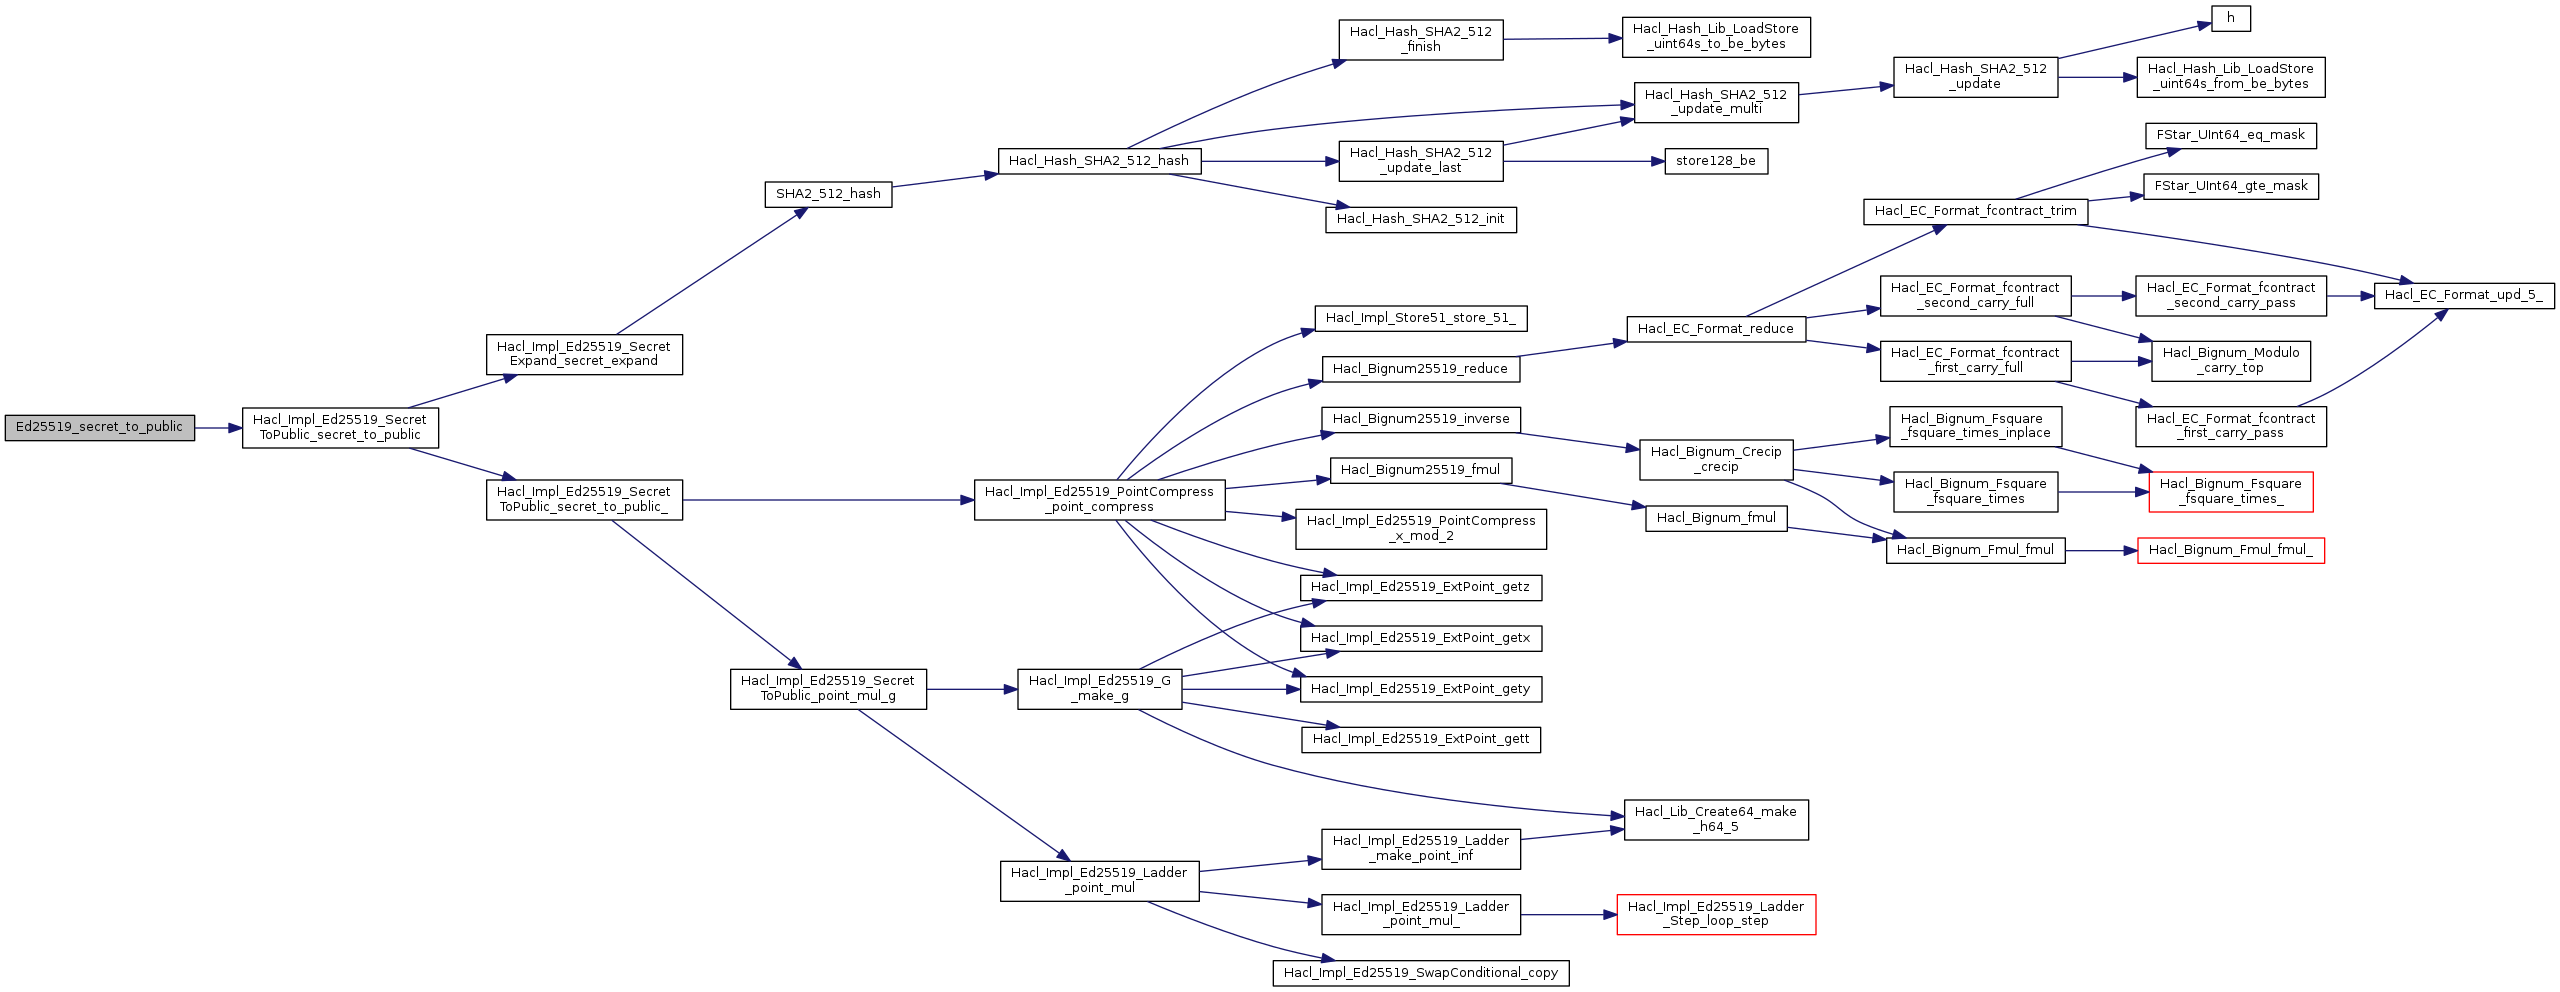 Ed25519_secret_to_public
Hacl_Impl_Ed25519_Secret
ToPublic_secret_to_public
Hacl_Impl_Ed25519_Secret
Expand_secret_expand
Hacl_Impl_Ed25519_Secret
ToPublic_secret_to_public_
SHA2_512_hash
Hacl_Impl_Ed25519_Secret
ToPublic_point_mul_g
Hacl_Hash_SHA2_512_hash
Hacl_Impl_Ed25519_PointCompress
_point_compress
Hacl_Impl_Ed25519_G
_make_g
Hacl_Impl_Ed25519_Ladder
_point_mul
Hacl_Hash_SHA2_512
_finish
Hacl_Hash_SHA2_512
_update_last
Hacl_Hash_SHA2_512_init
Hacl_Impl_Store51_store_51_
Hacl_Bignum25519_reduce
Hacl_Bignum25519_inverse
Hacl_Bignum25519_fmul
Hacl_Impl_Ed25519_PointCompress
_x_mod_2
Hacl_Impl_Ed25519_ExtPoint_getz
Hacl_Impl_Ed25519_ExtPoint_getx
Hacl_Impl_Ed25519_ExtPoint_gety
Hacl_Impl_Ed25519_ExtPoint_gett
Hacl_Impl_Ed25519_Ladder
_make_point_inf
Hacl_Impl_Ed25519_Ladder
_point_mul_
Hacl_Impl_Ed25519_SwapConditional_copy
Hacl_Hash_Lib_LoadStore
_uint64s_to_be_bytes
Hacl_Hash_SHA2_512
_update_multi
store128_be
Hacl_EC_Format_reduce
Hacl_Bignum_Crecip
_crecip
Hacl_Bignum_fmul
Hacl_Lib_Create64_make
_h64_5
Hacl_Impl_Ed25519_Ladder
_Step_loop_step
Hacl_Hash_SHA2_512
_update
Hacl_EC_Format_fcontract_trim
Hacl_EC_Format_fcontract
_second_carry_full
Hacl_EC_Format_fcontract
_first_carry_full
Hacl_Bignum_Fsquare
_fsquare_times_inplace
Hacl_Bignum_Fsquare
_fsquare_times
Hacl_Bignum_Fmul_fmul
h
Hacl_Hash_Lib_LoadStore
_uint64s_from_be_bytes
FStar_UInt64_eq_mask
FStar_UInt64_gte_mask
Hacl_EC_Format_fcontract
_second_carry_pass
Hacl_Bignum_Modulo
_carry_top
Hacl_EC_Format_fcontract
_first_carry_pass
Hacl_Bignum_Fsquare
_fsquare_times_
Hacl_Bignum_Fmul_fmul_
Hacl_EC_Format_upd_5_